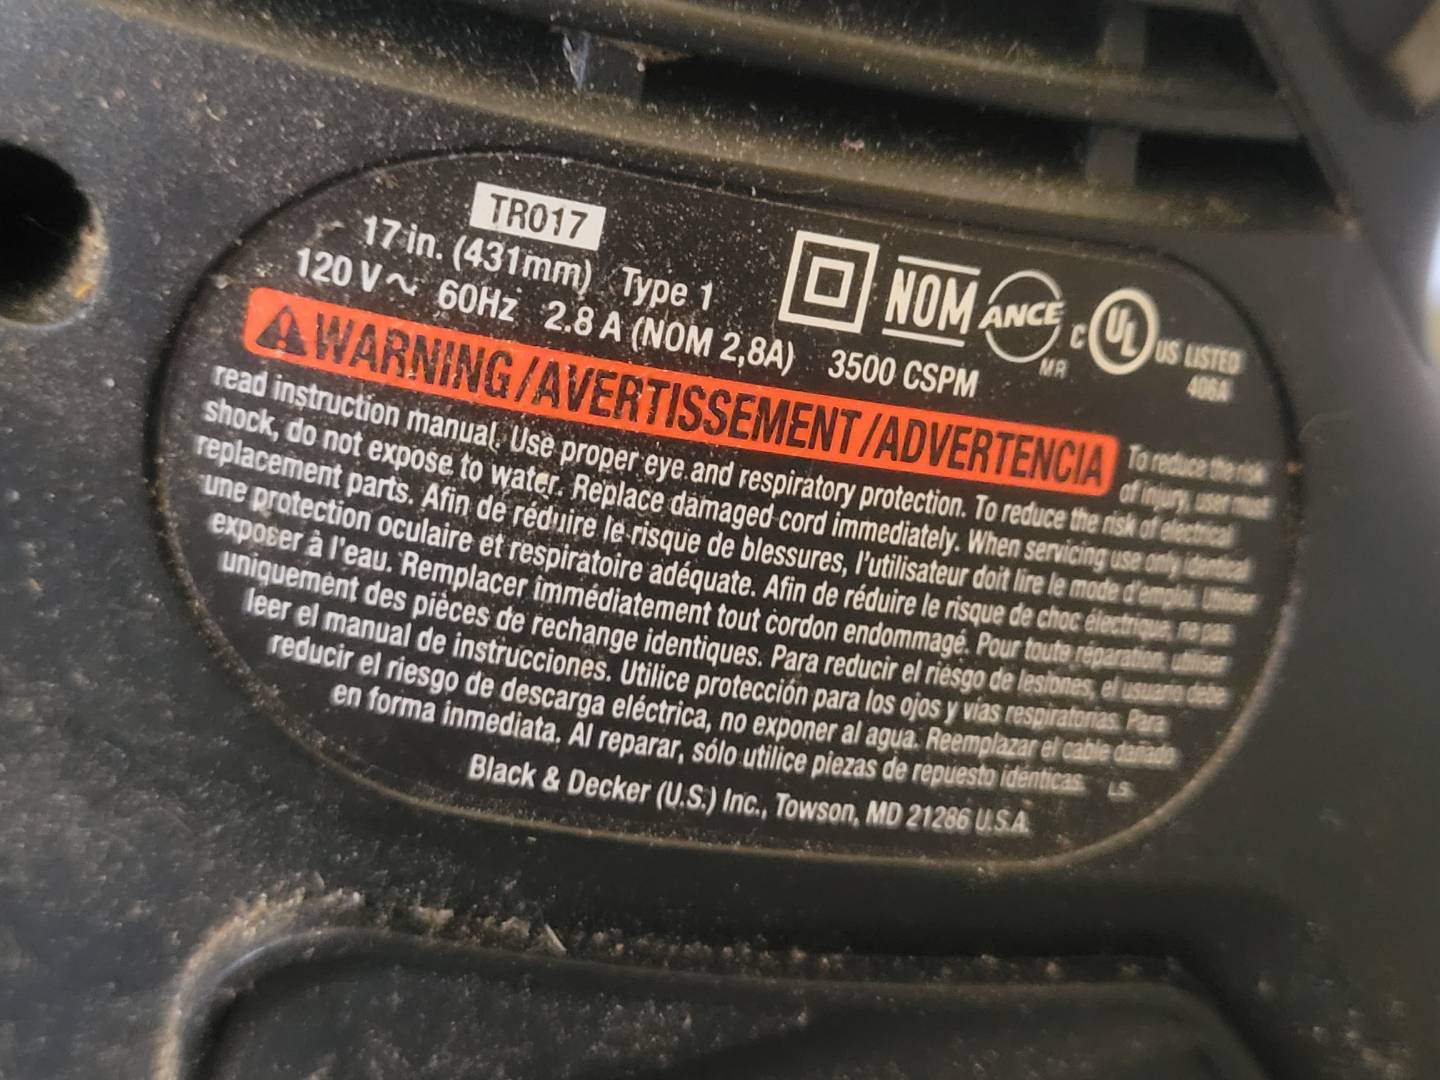 TR017
17 in. (431mm) Type 1
120 V~ 60Hz 2.8 A (NOM 2,8A) 3500 CSPM
NOM ANCE MR C UL US LISTED
406A
WARNING/AVERTISSEMENT/ADVERTENCIA To reduce the risk
of injury, user must
read instruction manual. Use proper eye and respiratory protection. To reduce the risk of electrical
shock, do not expose to water. Replace damaged cord immediately. When servicing use only identical
replacement parts. Afin de réduire le risque de blessures, l'utilisateur doit lire le mode d'emploi. Utiliser
une protection oculaire et respiratoire adéquate. Afin de réduire le risque de choc électrique, ne pas
exposer à l'eau. Remplacer immédiatement tout cordon endommagé. Pour toute réparation, utiliser
uniquement des pièces de rechange identiques. Para reducir el riesgo de lesiones, el usuario debe
leer el manual de instrucciones. Utilice protección para los ojos y vías respiratorias. Para
reducir el riesgo de descarga eléctrica, no exponer al agua. Reemplazar el cable dañado
en forma inmediata. Al reparar, sólo utilice piezas de repuesto idénticas. LS.
Black & Decker (U.S.) Inc., Towson, MD 21286 U.S.A.